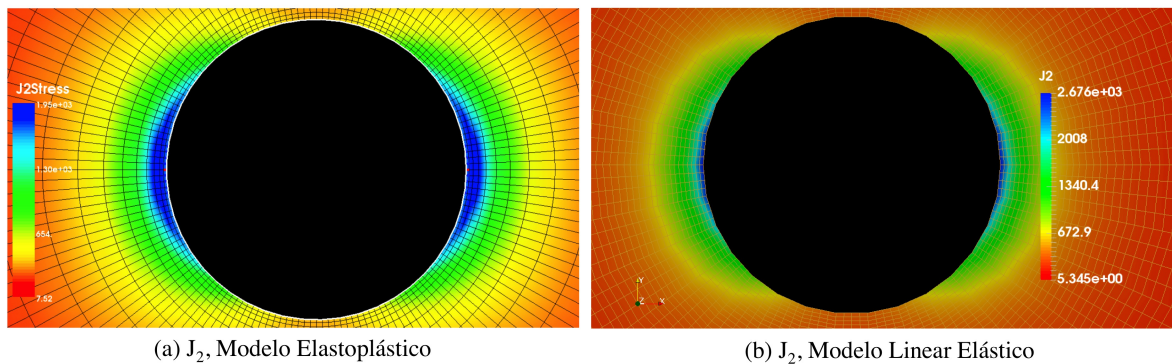 J2Stress
1.95e+03
1.30e+03
654.
7.52
J2
2.676e+03
2008
1340.4
672.9
5.345e+00
Y
Z X
(a) J₂, Modelo Elastoplástico
(b) J₂, Modelo Linear Elástico